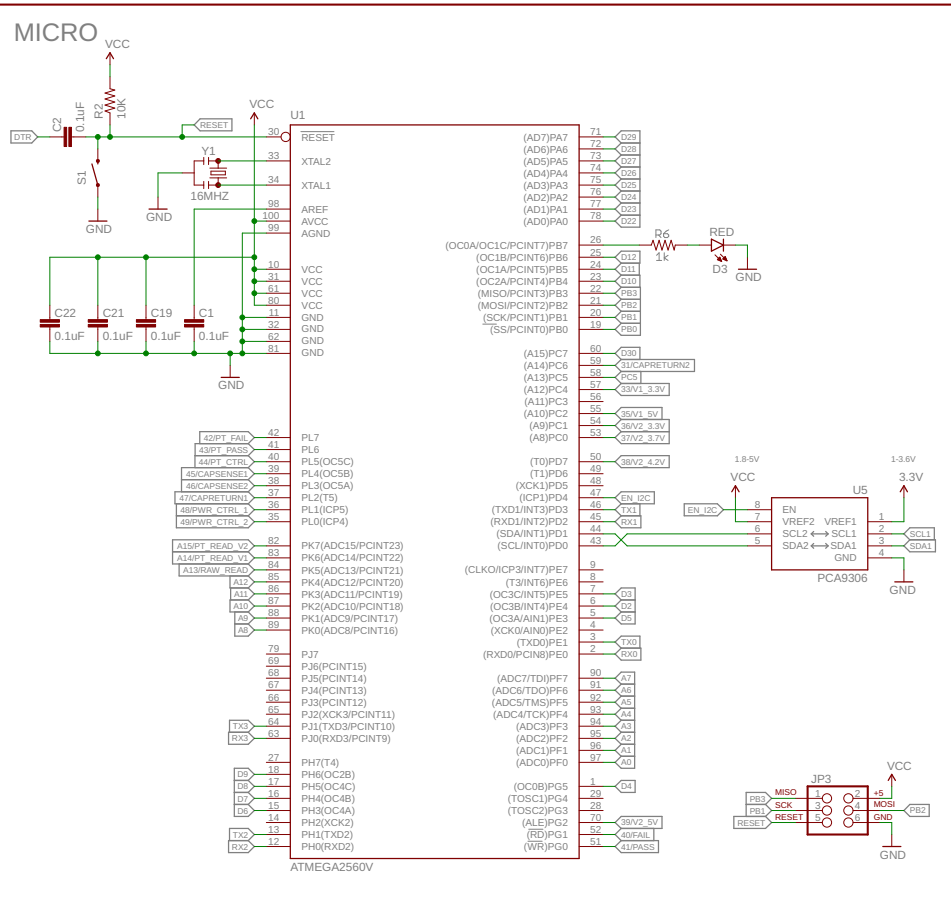 MICRO
VCC
R2
10K
C2
0.1uF
DTR
RESET
S1
GND
Y1
16MHZ
GND
VCC
C22
0.1uF
C21
0.1uF
C19
0.1uF
C1
0.1uF
GND
U1
30 RESET
33 XTAL2
34 XTAL1
98 AREF
100 AVCC
99 AGND
10 VCC
31 VCC
61 VCC
80 VCC
11 GND
32 GND
62 GND
81 GND
42/PT_FAIL 42 PL7
43/PT_PASS 41 PL6
44/PT_CTRL 40 PL5(OC5C)
45/CAPSENSE1 39 PL4(OC5B)
46/CAPSENSE2 38 PL3(OC5A)
47/CAPRETURN1 37 PL2(T5)
48/PWR_CTRL_1 36 PL1(ICP5)
49/PWR_CTRL_2 35 PL0(ICP4)
A15/PT_READ_V2 82 PK7(ADC15/PCINT23)
A14/PT_READ_V1 83 PK6(ADC14/PCINT22)
A13/RAW_READ 84 PK5(ADC13/PCINT21)
A12 85 PK4(ADC12/PCINT20)
A11 86 PK3(ADC11/PCINT19)
A10 87 PK2(ADC10/PCINT18)
A9 88 PK1(ADC9/PCINT17)
A8 89 PK0(ADC8/PCINT16)
79 PJ7
69 PJ6(PCINT15)
68 PJ5(PCINT14)
67 PJ4(PCINT13)
66 PJ3(PCINT12)
65 PJ2(XCK3/PCINT11)
TX3 64 PJ1(TXD3/PCINT10)
RX3 63 PJ0(RXD3/PCINT9)
27 PH7(T4)
D9 18 PH6(OC2B)
D8 17 PH5(OC4C)
D7 16 PH4(OC4B)
D6 15 PH3(OC4A)
14 PH2(XCK2)
TX2 13 PH1(TXD2)
RX2 12 PH0(RXD2)
ATMEGA2560V
(AD7)PA7 71 D29
(AD6)PA6 72 D28
(AD5)PA5 73 D27
(AD4)PA4 74 D26
(AD3)PA3 75 D25
(AD2)PA2 76 D24
(AD1)PA1 77 D23
(AD0)PA0 78 D22
(OC0A/OC1C/PCINT7)PB7 26
(OC1B/PCINT6)PB6 25 D12
(OC1A/PCINT5)PB5 24 D11
(OC2A/PCINT4)PB4 23 D10
(MISO/PCINT3)PB3 22 PB3
(MOSI/PCINT2)PB2 21 PB2
(SCK/PCINT1)PB1 20 PB1
(SS/PCINT0)PB0 19 PB0
(A15)PC7 60 D30
(A14)PC6 59 31/CAPRETURN2
(A13)PC5 58 PC5
(A12)PC4 57 33/V1_3.3V
(A11)PC3 56
(A10)PC2 55 35/V1_5V
(A9)PC1 54 36/V2_3.3V
(A8)PC0 53 37/V2_3.7V
(T0)PD7 50 38/V2_4.2V
(T1)PD6 49
(XCK1)PD5 48
(ICP1)PD4 47 EN_I2C
(TXD1/INT3)PD3 46 TX1
(RXD1/INT2)PD2 45 RX1
(SDA/INT1)PD1 44
(SCL/INT0)PD0 43
(CLKO/ICP3/INT7)PE7 9
(T3/INT6)PE6 8
(OC3C/INT5)PE5 7 D3
(OC3B/INT4)PE4 6 D2
(OC3A/AIN1)PE3 5 D5
(XCK0/AIN0)PE2 4
(TXD0)PE1 3 TX0
(RXD0/PCIN8)PE0 2 RX0
(ADC7/TDI)PF7 90 A7
(ADC6/TDO)PF6 91 A6
(ADC5/TMS)PF5 92 A5
(ADC4/TCK)PF4 93 A4
(ADC3)PF3 94 A3
(ADC2)PF2 95 A2
(ADC1)PF1 96 A1
(ADC0)PF0 97 A0
(OC0B)PG5 1 D4
(TOSC1)PG4 29
(TOSC2)PG3 28
(ALE)PG2 70 39/V2_5V
(RD)PG1 52 40/FAIL
(WR)PG0 51 41/PASS
R6
1k
RED
D3
GND
1.8-5V
VCC
1-3.6V
3.3V
U5
EN_I2C 8 EN
7 VREF2 VREF1 1
6 SCL2 SCL1 2 SCL1
5 SDA2 SDA1 3 SDA1
GND 4
PCA9306
GND
VCC
JP3
PB3 MISO 1 2 +5
PB1 SCK 3 4 MOSI PB2
RESET RESET 5 6 GND
GND